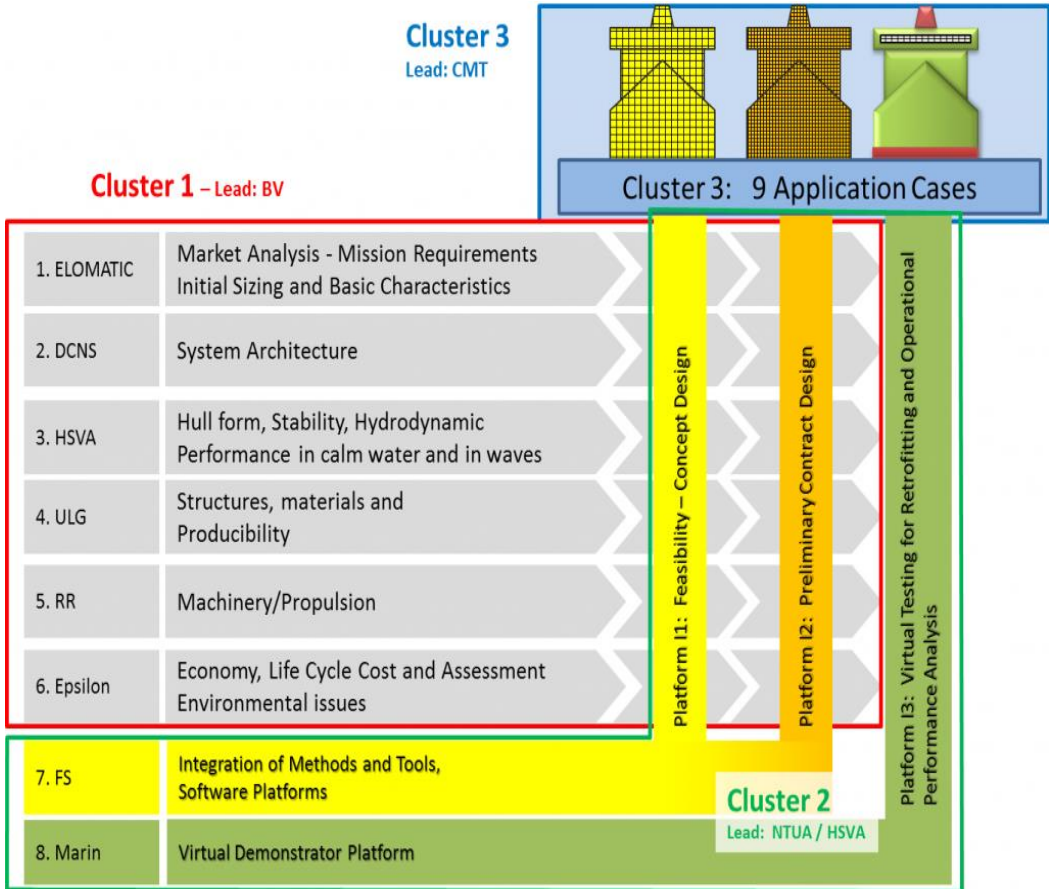 Cluster 3
Lead: CMT
Cluster 3: 9 Application Cases
Cluster 1 – Lead: BV
1. ELOMATIC
Market Analysis - Mission Requirements
Initial Sizing and Basic Characteristics
2. DCNS
System Architecture
3. HSVA
Hull form, Stability, Hydrodynamic
Performance in calm water and in waves
4. ULG
Structures, materials and
Producibility
5. RR
Machinery/Propulsion
6. Epsilon
Economy, Life Cycle Cost and Assessment
Environmental issues
7. FS
Integration of Methods and Tools,
Software Platforms
8. Marin
Virtual Demonstrator Platform
Platform I1: Feasibility – Concept Design
Platform I2: Preliminary Contract Design
Platform I3: Virtual Testing for Retrofitting and Operational
Performance Analysis
Cluster 2
Lead: NTUA / HSVA